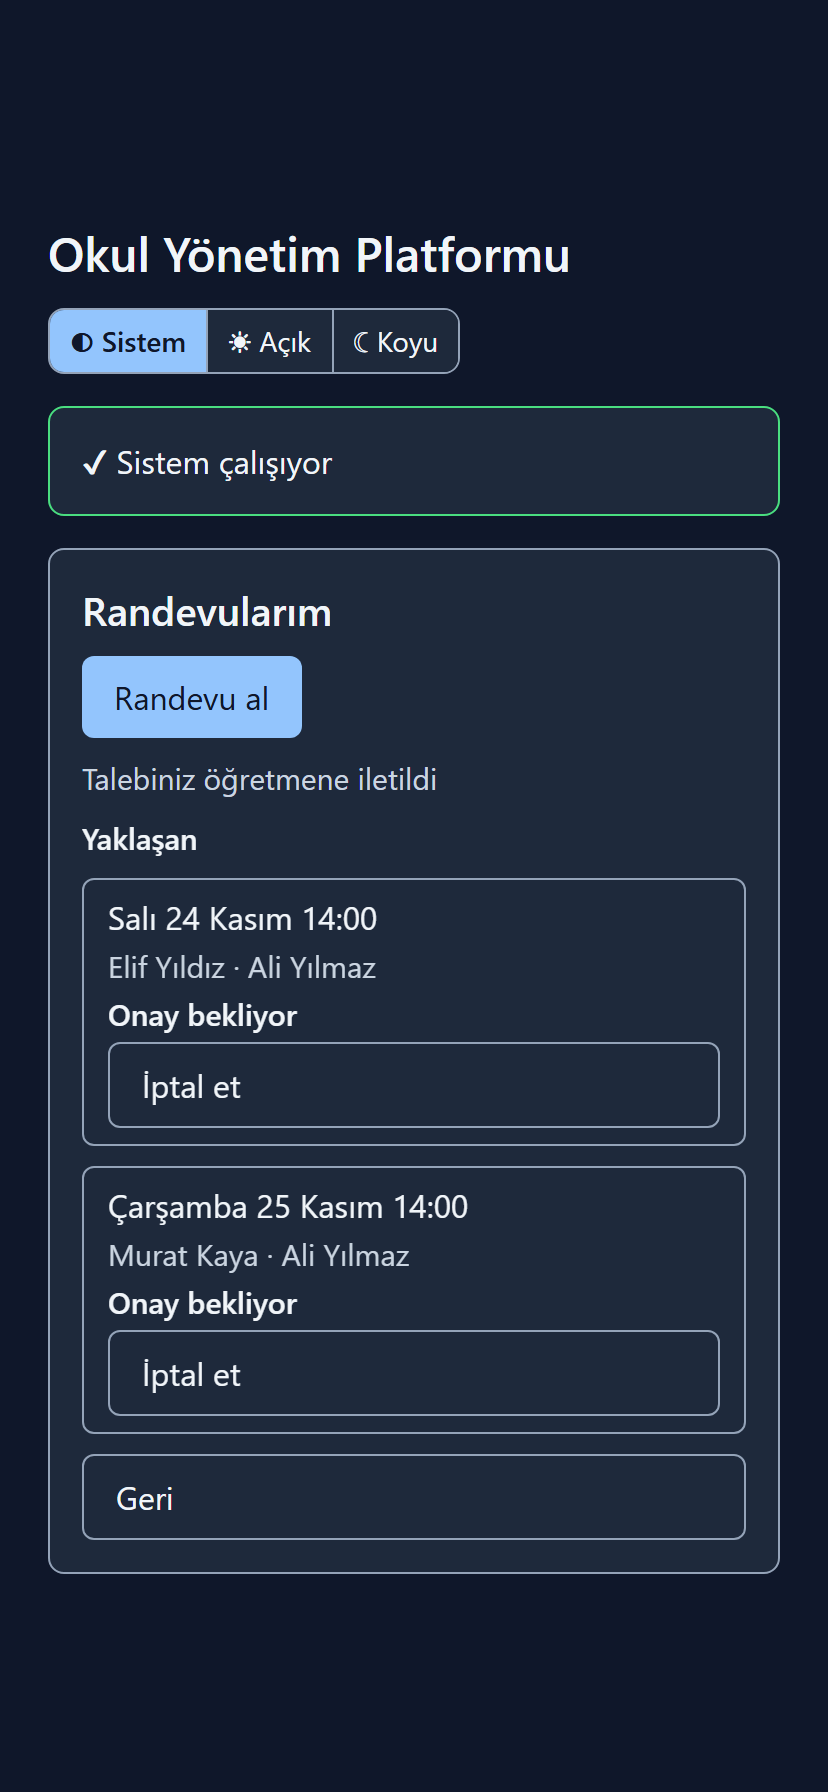 Okul Yönetim Platformu
Sistem
Açık
Koyu
Sistem çalışıyor
Randevularım
Randevu al
Talebiniz öğretmene iletildi
Yaklaşan
Salı 24 Kasım 14:00
Elif Yıldız · Ali Yılmaz
Onay bekliyor
İptal et
Çarşamba 25 Kasım 14:00
Murat Kaya · Ali Yılmaz
Onay bekliyor
İptal et
Geri